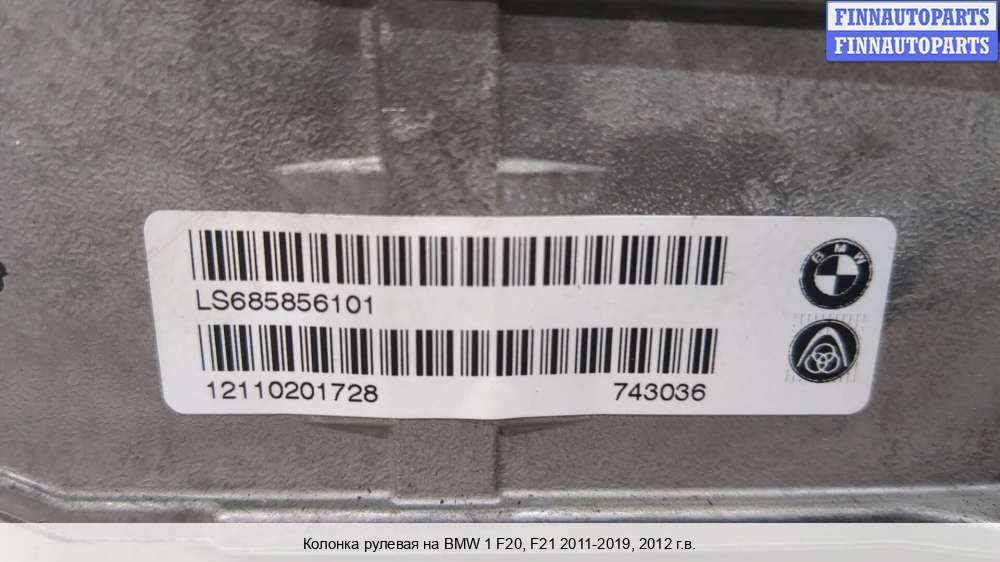 FINNAUTOPARTS
FINNAUTOPARTS
BMW
LS685856101
12110201728 743036
Колонка рулевая на BMW 1 F20, F21 2011-2019, 2012 г.в.